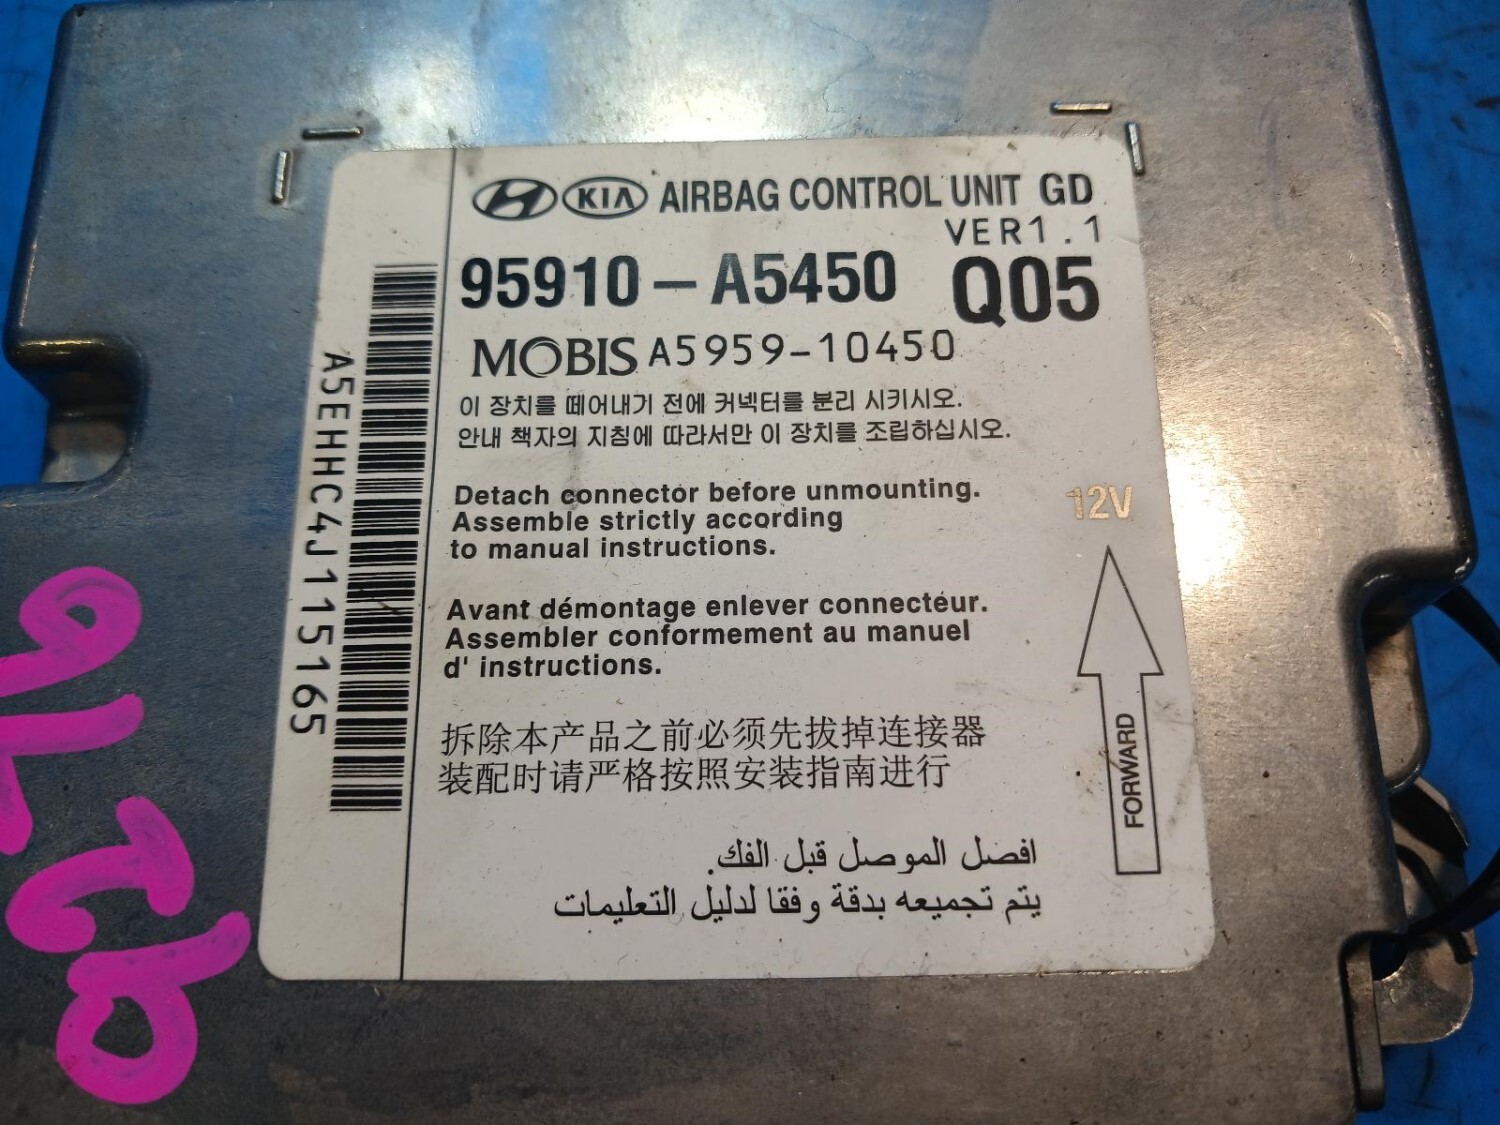 HYUNDAI KIA AIRBAG CONTROL UNIT GD
VER1.1
95910-A5450 Q05
MOBIS A5959-10450
이 장치를 떼어내기 전에 커넥터를 분리 시키시오.
안내 책자의 지침에 따라서만 이 장치를 조립하십시오.
Detach connector before unmounting.
Assemble strictly according
to manual instructions.
12V
FORWARD
Avant démontage enlever connecteur.
Assembler conformement au manuel
d' instructions.
拆除本产品之前必须先拔掉连接器
装配时请严格按照安装指南进行
افصل الموصل قبل الفك.
يتم تجميعه بدقة وفقا لدليل التعليمات
A5EHHC4J115165